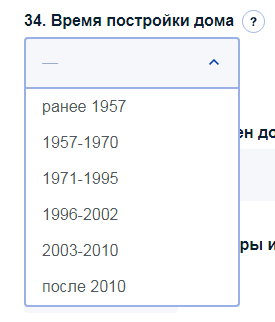 34. Время постройки дома ?
—
ранее 1957
1957-1970
1971-1995
1996-2002
2003-2010
после 2010